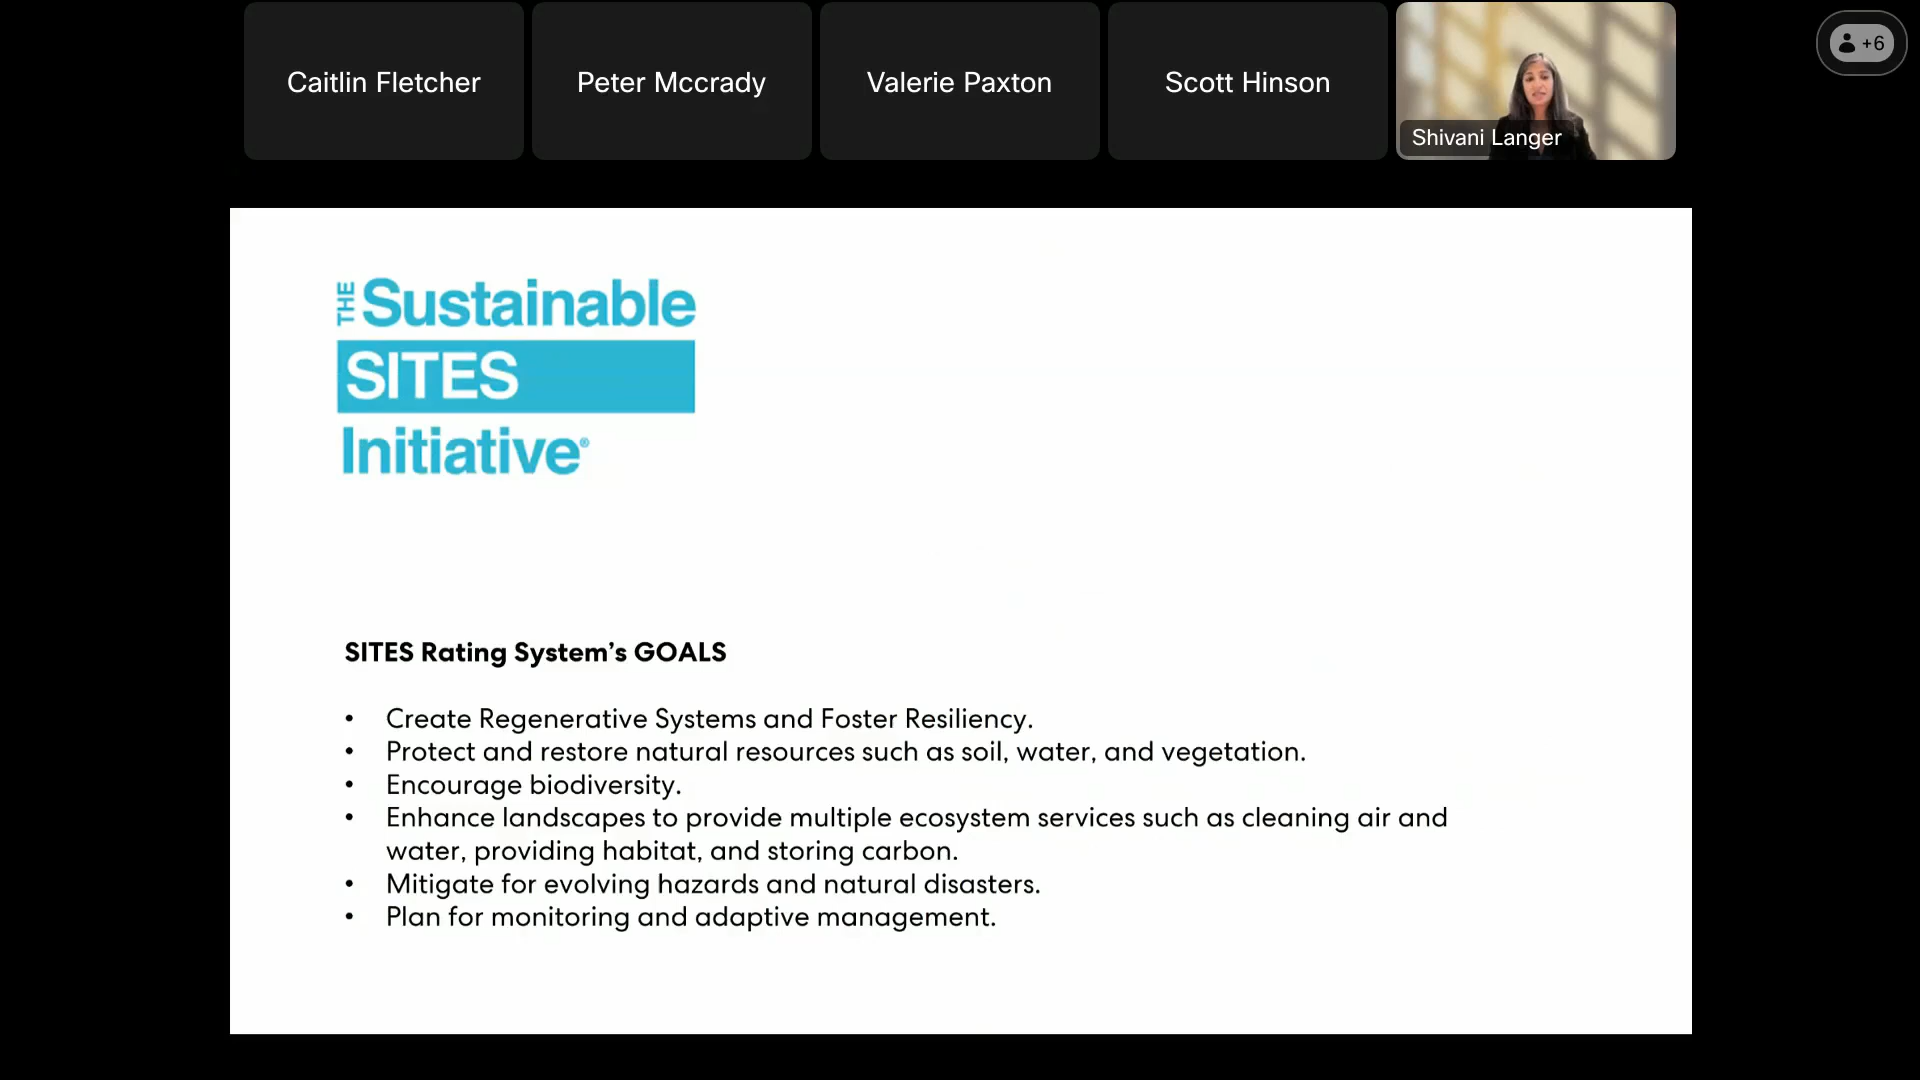 Caitlin Fletcher
Peter Mccrady
Valerie Paxton
Scott Hinson
Shivani Langer
+6
THE Sustainable
SITES
Initiative®
SITES Rating System’s GOALS
• Create Regenerative Systems and Foster Resiliency.
• Protect and restore natural resources such as soil, water, and vegetation.
• Encourage biodiversity.
• Enhance landscapes to provide multiple ecosystem services such as cleaning air and
water, providing habitat, and storing carbon.
• Mitigate for evolving hazards and natural disasters.
• Plan for monitoring and adaptive management.